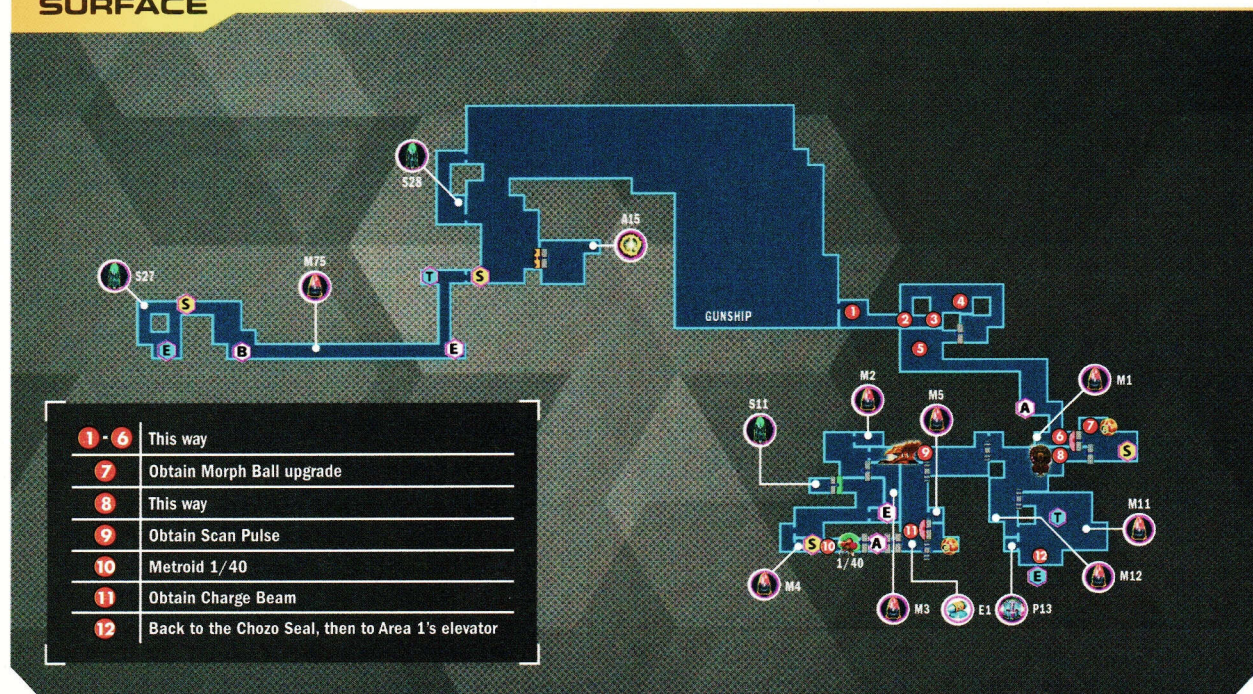 SURFACE
S28
A15
S27
S
M75
T
S
GUNSHIP
1
2
3
4
5
E
B
E
A
M1
M2
M5
S11
6
7
8
S
9
E
T
M11
S
10
A
11
12
1/40
E
M4
M3
E1
P13
M12
1 - 6 This way
7 Obtain Morph Ball upgrade
8 This way
9 Obtain Scan Pulse
10 Metroid 1/40
11 Obtain Charge Beam
12 Back to the Chozo Seal, then to Area 1's elevator